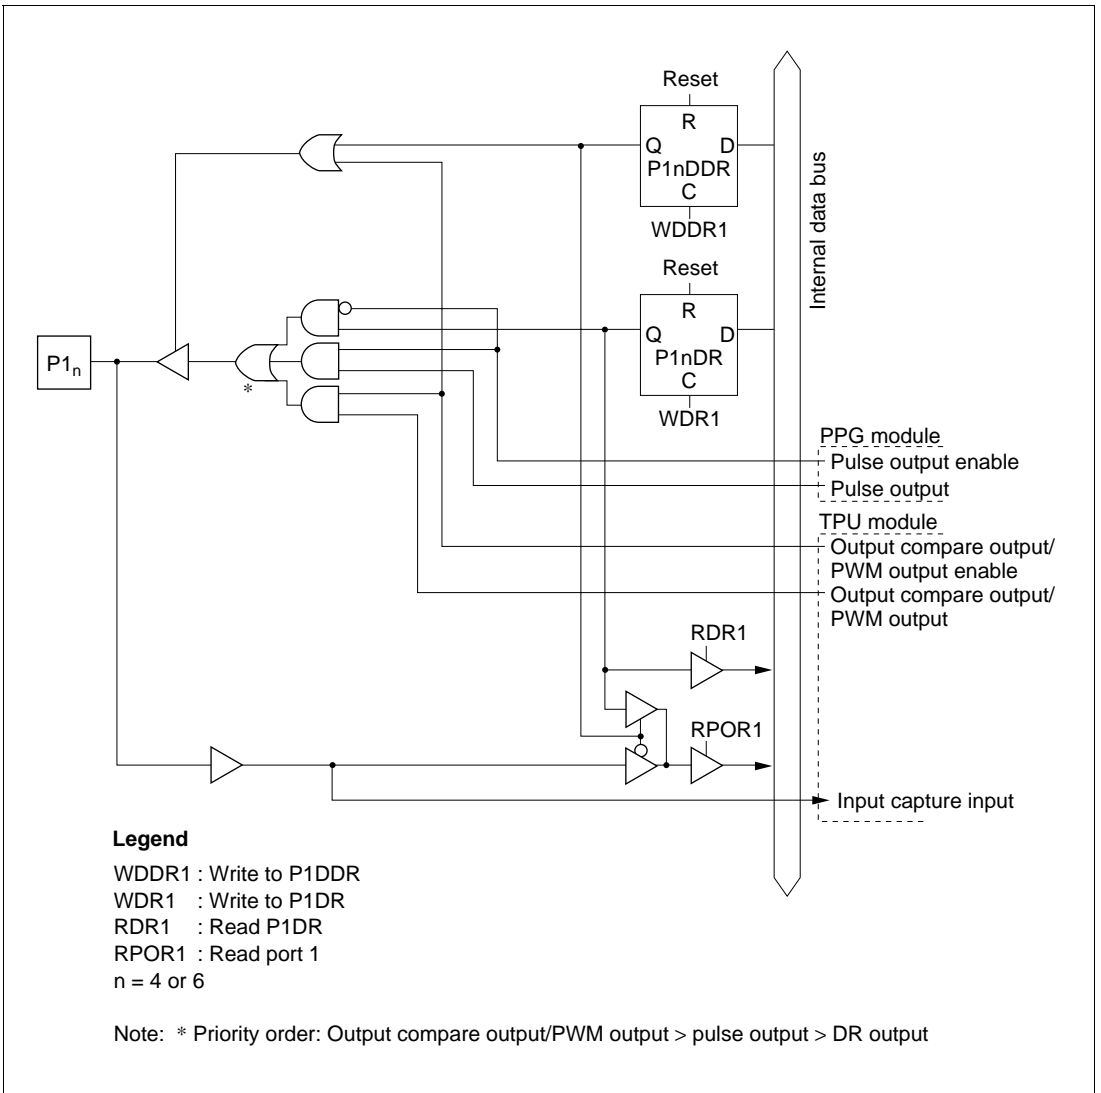 Reset
R
Q D
P1nDDR
C
WDDR1
Internal data bus
Reset
R
Q D
P1nDR
C
WDR1
P1n
*
PPG module
Pulse output enable
Pulse output
TPU module
Output compare output/
PWM output enable
Output compare output/
PWM output
RDR1
RPOR1
Input capture input
Legend
WDDR1 : Write to P1DDR
WDR1 : Write to P1DR
RDR1 : Read P1DR
RPOR1 : Read port 1
n = 4 or 6
Note: * Priority order: Output compare output/PWM output > pulse output > DR output